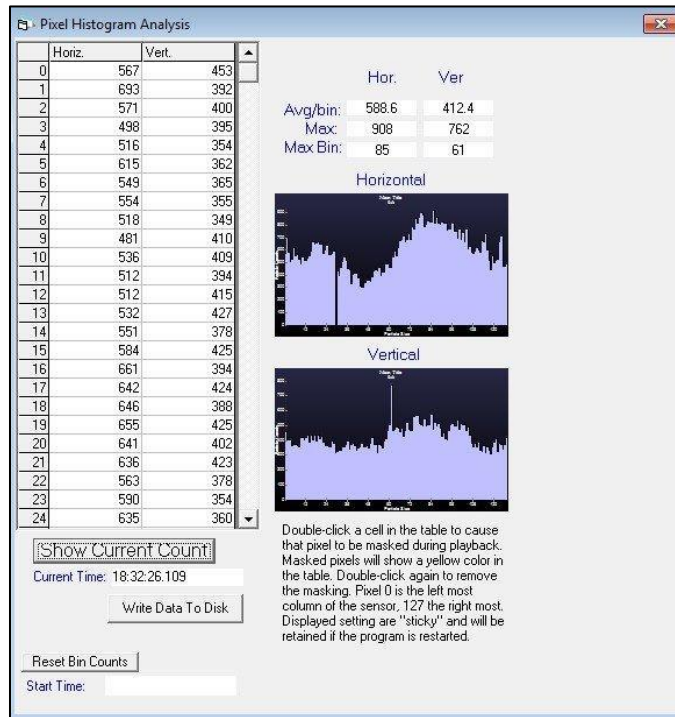 Pixel Histogram Analysis
Horiz. Vert.
0 567 453
1 693 392
2 571 400
3 498 395
4 516 354
5 615 362
6 549 365
7 554 355
8 518 349
9 481 410
10 536 409
11 512 394
12 512 415
13 532 427
14 551 378
15 584 425
16 661 394
17 642 424
18 646 388
19 655 425
20 641 402
21 636 423
22 563 378
23 590 354
24 635 360
Show Current Count
Current Time: 18:32:26.109
Write Data To Disk
Reset Bin Counts
Start Time:
Hor. Ver
Avg/bin: 588.6 412.4
Max: 908 762
Max Bin: 85 61
Horizontal
Particle Size
Vertical
Particle Size
Double-click a cell in the table to cause
that pixel to be masked during playback.
Masked pixels will show a yellow color in
the table. Double-click again to remove
the masking. Pixel 0 is the left most
column of the sensor, 127 the right most.
Displayed setting are "sticky" and will be
retained if the program is restarted.